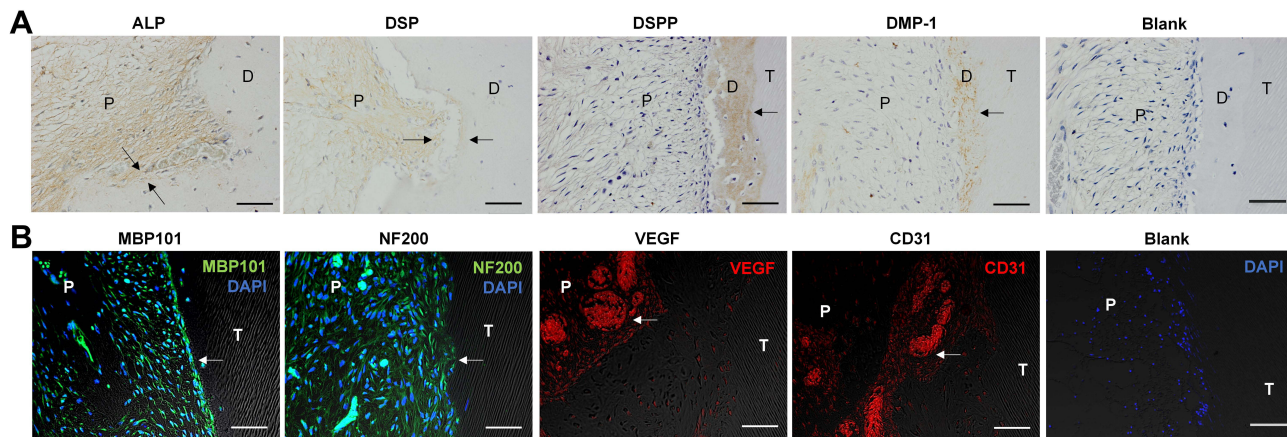 A
ALP DSP DSPP DMP-1 Blank
P D
P D
P D T
P D T
P D T
B
MBP101 NF200 VEGF CD31 Blank
MBP101
DAPI
P T
NF200
DAPI
P T
VEGF
P T
CD31
P T
DAPI
P T